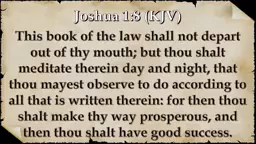 Joshua 1:8 (KJV)
This book of the law shall not depart
out of thy mouth; but thou shalt
meditate therein day and night, that
thou mayest observe to do according to
all that is written therein: for then thou
shalt make thy way prosperous, and
then thou shalt have good success.